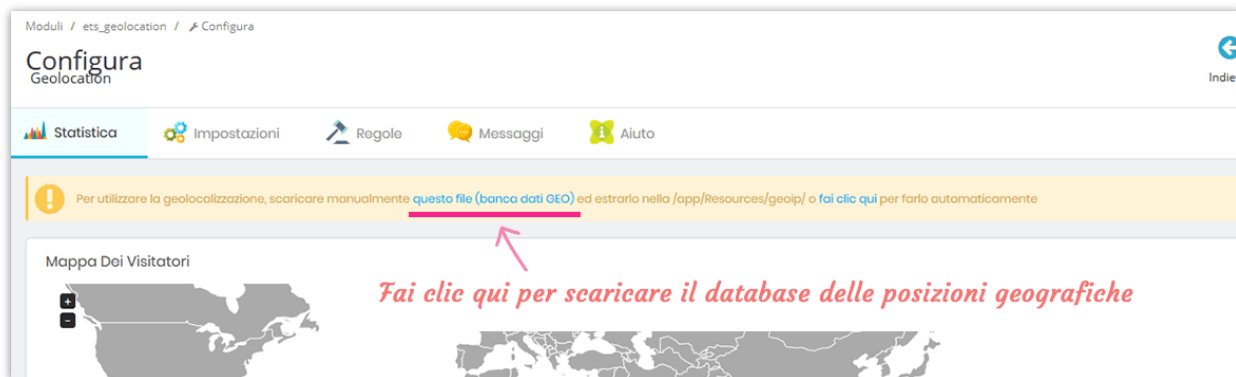 Moduli / ets_geolocation / Configura
Configura
Geolocation
Statistica Impostazioni Regole Messaggi Aiuto
Per utilizzare la geolocalizzazione, scaricare manualmente questo file (banca dati GEO) ed estrarlo nella /app/Resources/geoip/ o fai clic qui per farlo automaticamente
Mappa Dei Visitatori
+
-
Fai clic qui per scaricare il database delle posizioni geografiche